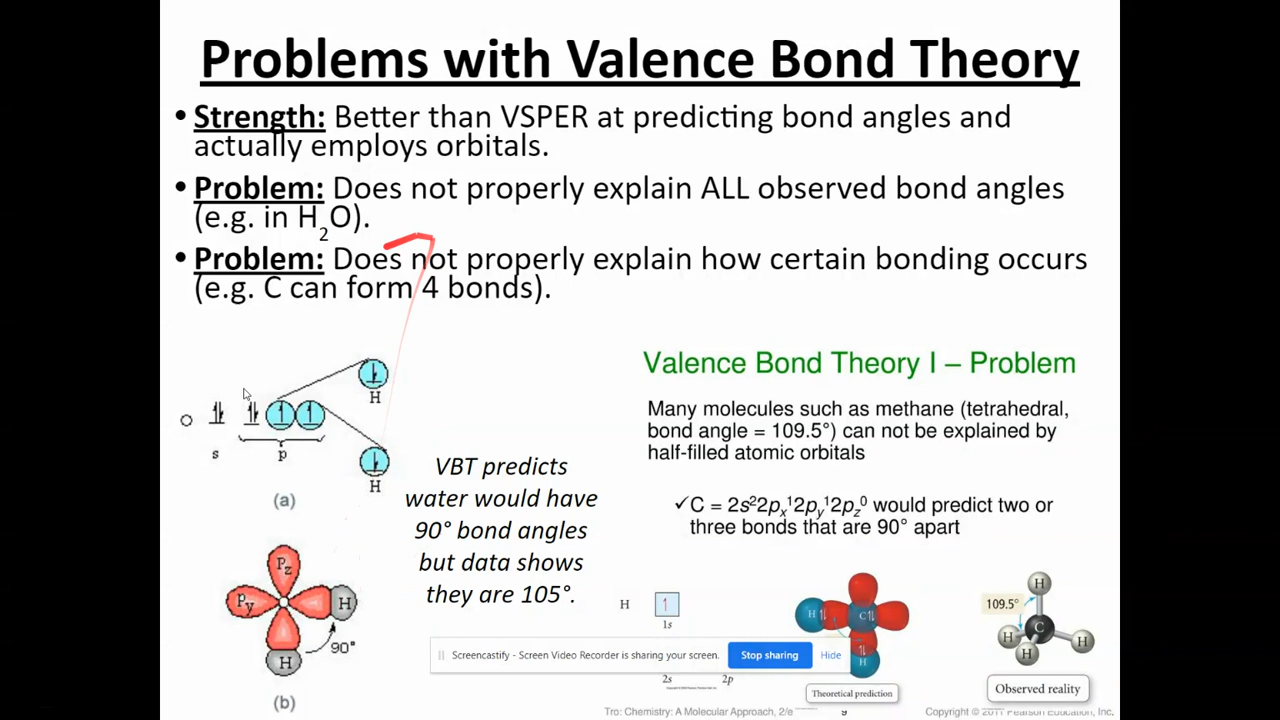 Problems with Valence Bond Theory
• Strength: Better than VSPER at predicting bond angles and
actually employs orbitals.
• Problem: Does not properly explain ALL observed bond angles
(e.g. in H₂O).
• Problem: Does not properly explain how certain bonding occurs
(e.g. C can form 4 bonds).
H
O
s
p
H
(a)
Pz
Py
H
90°
H
(b)
VBT predicts
water would have
90° bond angles
but data shows
they are 105°.
Valence Bond Theory I – Problem
Many molecules such as methane (tetrahedral,
bond angle = 109.5°) can not be explained by
half-filled atomic orbitals
✓C = 2s²2pₓ¹2pᵧ¹2p_z⁰ would predict two or
three bonds that are 90° apart
H
1s
Screencastify - Screen Video Recorder is sharing your screen.
Stop sharing
Hide
2s 2p
H
C
H
Theoretical prediction
H
109.5°
H
C
H
H
Observed reality
Tro: Chemistry: A Molecular Approach, 2/e
9
Copyright © 2011 Pearson Education, Inc.